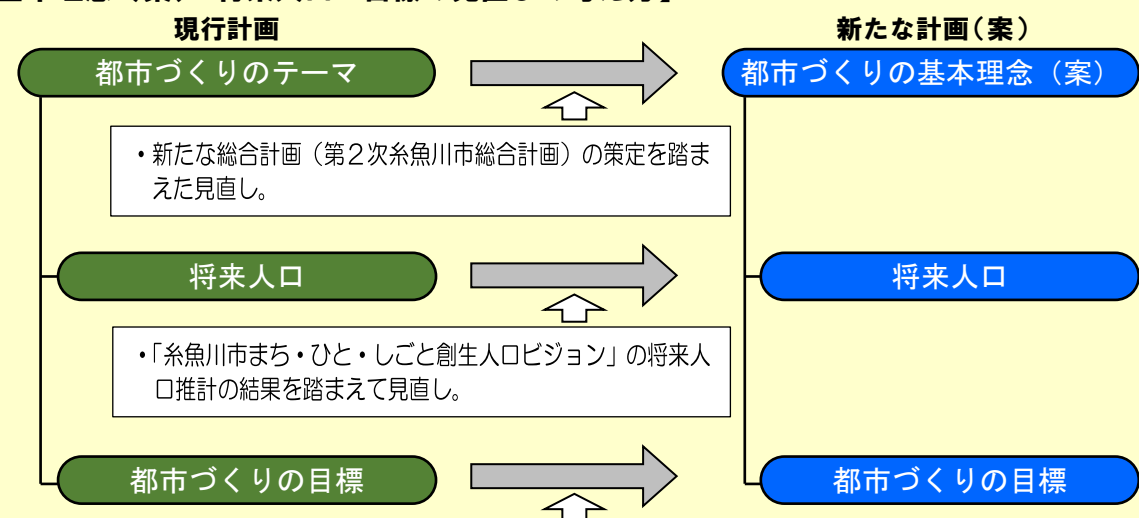 現行計画
新たな計画(案)
都市づくりのテーマ
都市づくりの基本理念(案)
・新たな総合計画(第2次糸魚川市総合計画)の策定を踏ま
えた見直し。
将来人口
将来人口
・「糸魚川市まち・ひと・しごと創生人口ビジョン」の将来人
口推計の結果を踏まえて見直し。
都市づくりの目標
都市づくりの目標